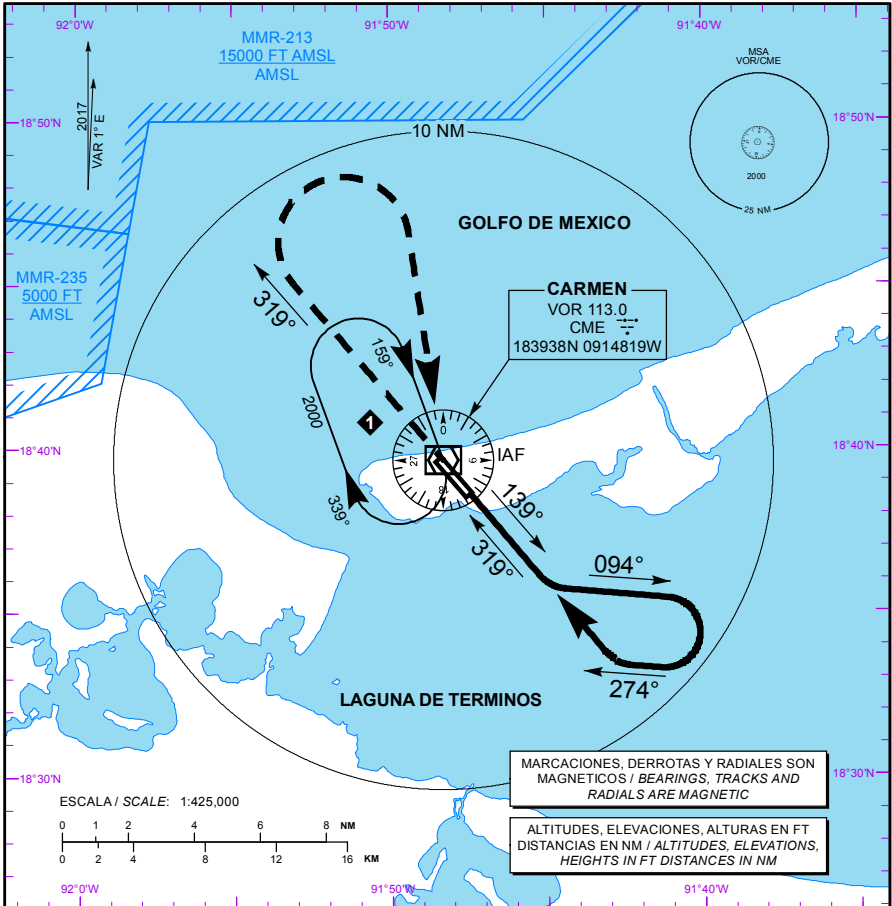 92°0'W
91°50'W
91°40'W
MMR-213
15000 FT AMSL
AMSL
2017
VAR 1° E
MSA
VOR/CME
2000
25 NM
18°50'N
18°50'N
10 NM
GOLFO DE MEXICO
MMR-235
5000 FT
AMSL
319°
CARMEN
VOR 113.0
CME
183938N 0914819W
159°
2000
1
339°
18°40'N
18°40'N
0
9
18
27
IAF
139°
319°
094°
274°
LAGUNA DE TERMINOS
18°30'N
18°30'N
MARCACIONES, DERROTAS Y RADIALES SON
MAGNETICOS / BEARINGS, TRACKS AND
RADIALS ARE MAGNETIC
ESCALA / SCALE: 1:425,000
0 1 2 4 6 8 NM
0 2 4 8 12 16 KM
ALTITUDES, ELEVACIONES, ALTURAS EN FT
DISTANCIAS EN NM / ALTITUDES, ELEVATIONS,
HEIGHTS IN FT DISTANCES IN NM
92°0'W
91°50'W
91°40'W